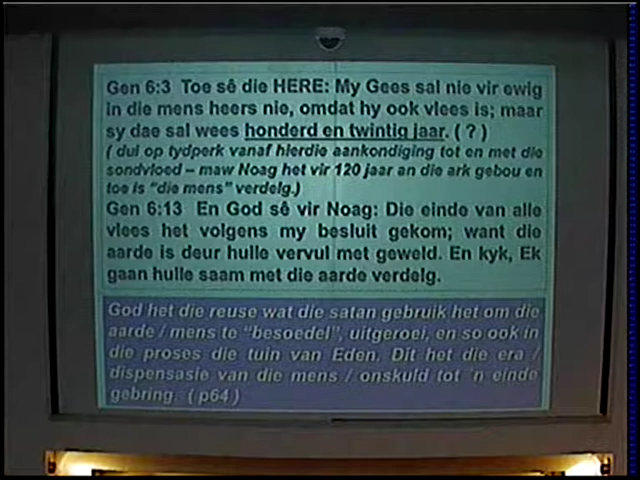 Gen 6:3 Toe sê die HERE: My Gees sal nie vir ewig
in die mens heers nie, omdat hy ook vlees is; maar
sy dae sal wees honderd en twintig jaar. ( ? )
( dui op tydperk vanaf hierdie aankondiging tot en met die
sondvloed – maw Noag het vir 120 jaar an die ark gebou en
toe is "die mens" verdelg.)
Gen 6:13 En God sê vir Noag: Die einde van alle
vlees het volgens my besluit gekom; want die
aarde is deur hulle vervul met geweld. En kyk, Ek
gaan hulle saam met die aarde verdelg.
God het die reuse wat die satan gebruik het om die
aarde / mens te "besoedel", uitgeroei, en so ook in
die proses die tuin van Eden. Dit het die era /
dispensasie van die mens / onskuld tot 'n einde
gebring. ( p64 )